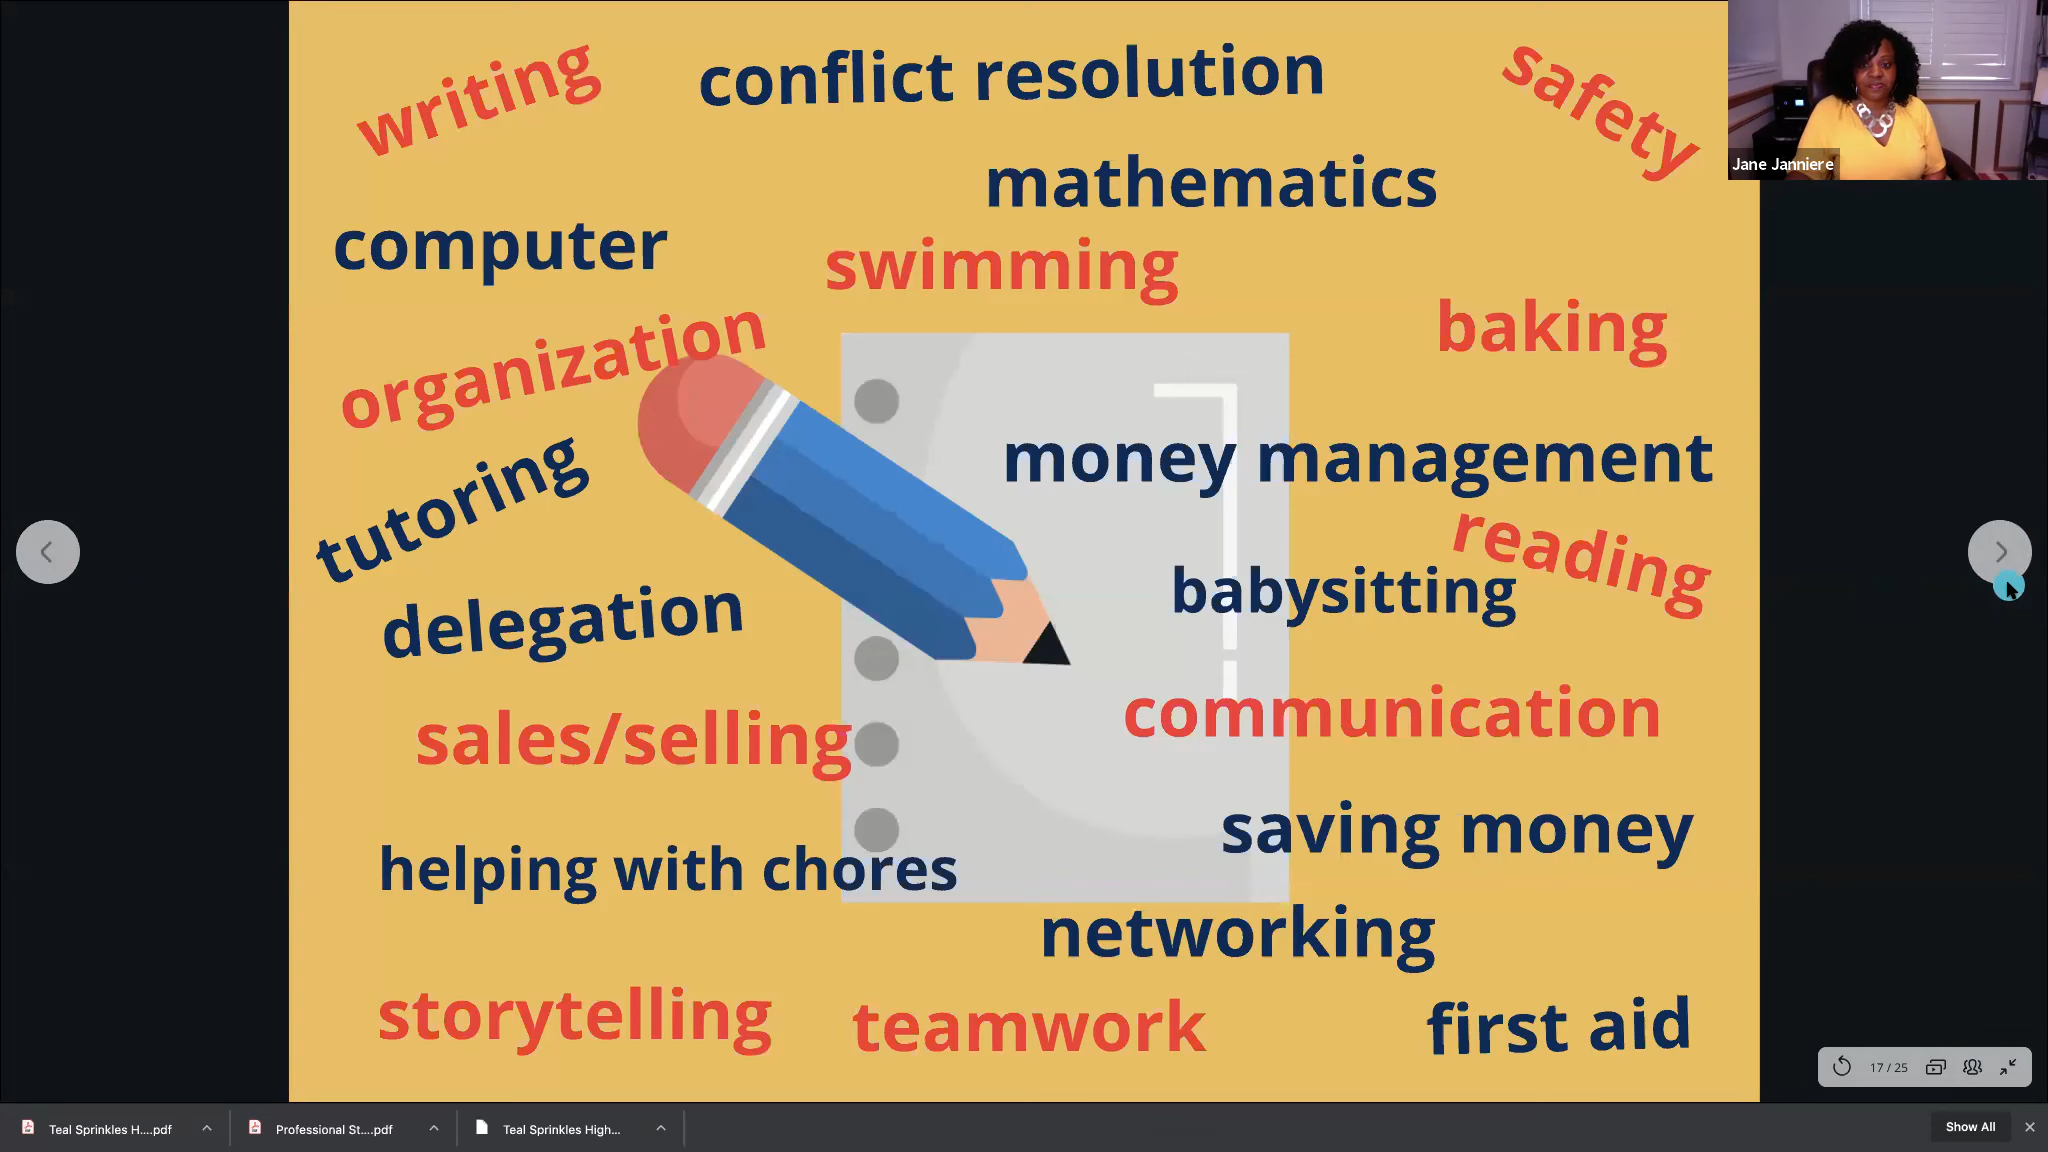 writing
conflict resolution
safety
Jane Janniere
mathematics
computer
swimming
baking
organization
money management
tutoring
reading
babysitting
delegation
sales/selling
communication
saving money
helping with chores
networking
storytelling
teamwork
first aid
17 / 25
Teal Sprinkles H....pdf
Professional St....pdf
Teal Sprinkles High...
Show All